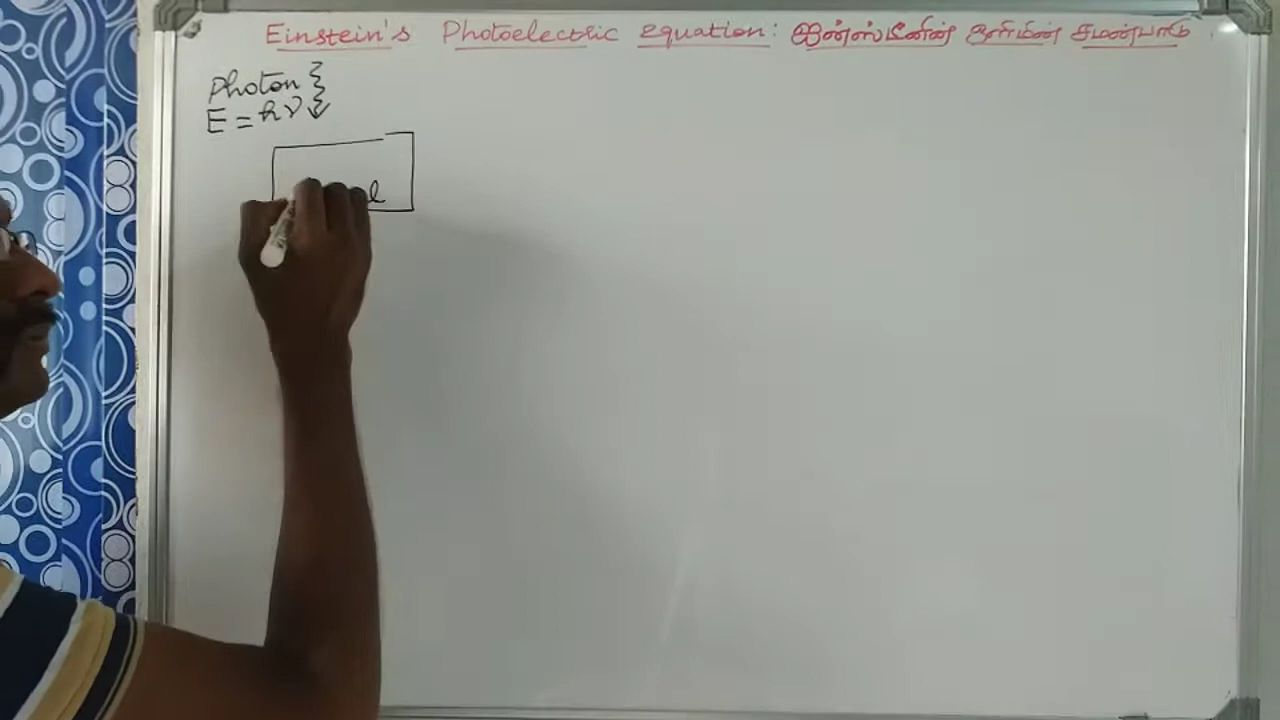 Einstein's Photoelectric equation: ஐன்ஸ்டீனின் ஒளிமின் சமன்பாடு
Photon
E = hν
l